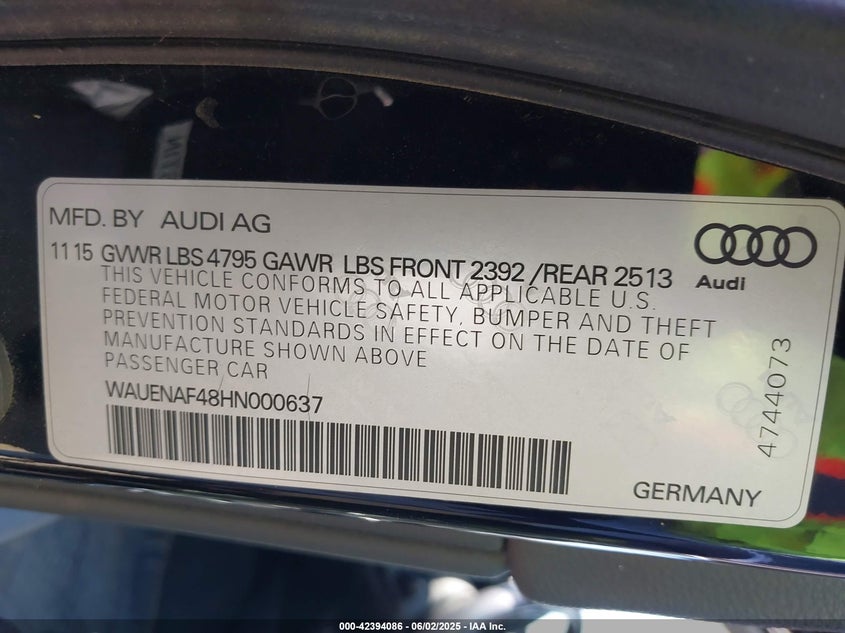 MFD. BY AUDI AG
11 15 GVWR LBS 4795 GAWR LBS FRONT 2392 /REAR 2513
THIS VEHICLE CONFORMS TO ALL APPLICABLE U.S.
FEDERAL MOTOR VEHICLE SAFETY, BUMPER AND THEFT
PREVENTION STANDARDS IN EFFECT ON THE DATE OF
MANUFACTURE SHOWN ABOVE
PASSENGER CAR
WAUENAF48HN000637
Audi
4744073
GERMANY
000-42394086 - 06/02/2025 - IAA Inc.